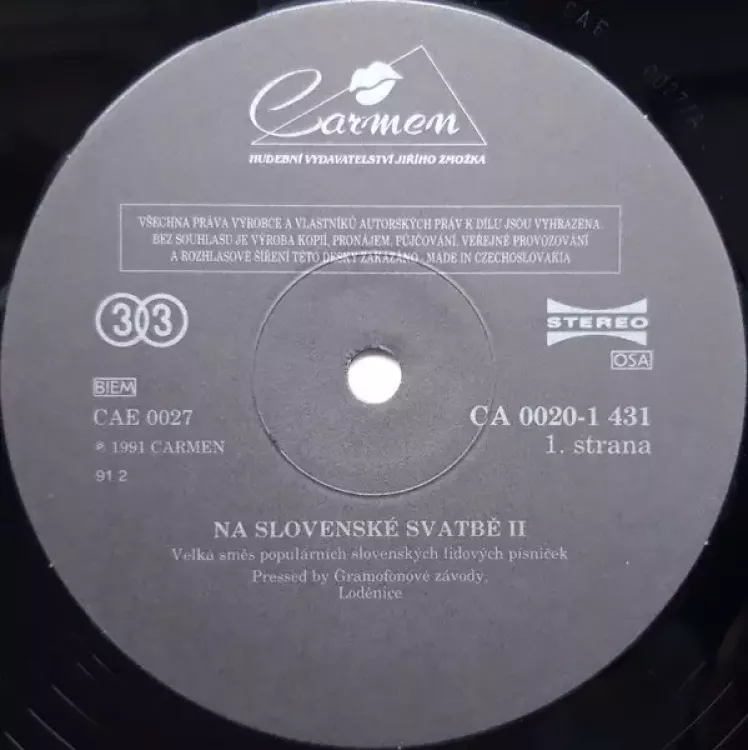 CAE 0027/A
Carmen
HUDEBNÍ VYDAVATELSTVÍ JIŘÍHO ZMOŽKA
VŠECHNA PRÁVA VÝROBCE A VLASTNÍKŮ AUTORSKÝCH PRÁV K DÍLU JSOU VYHRAZENA.
BEZ SOUHLASU JE VÝROBA KOPIÍ, PRONÁJEM, PŮJČOVÁNÍ, VEŘEJNÉ PROVOZOVÁNÍ
A ROZHLASOVÉ ŠÍŘENÍ TÉTO DESKY ZAKÁZÁNO - MADE IN CZECHOSLOVAKIA
33
STEREO
OSA
BIEM
CAE 0027
CA 0020-1 431
℗ 1991 CARMEN
1. strana
91 2
NA SLOVENSKÉ SVATBĚ II
Velká směs populárních slovenských lidových písniček
Pressed by Gramofonové závody,
Loděnice